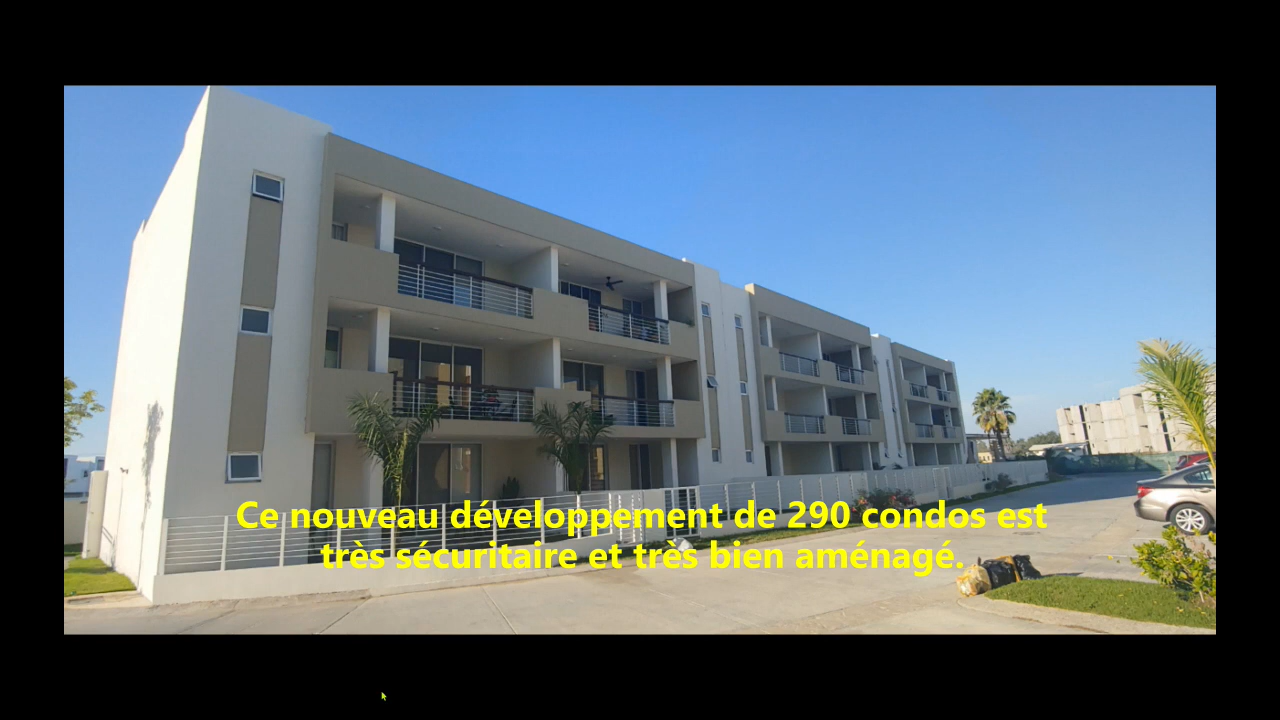 Ce nouveau développement de 290 condos est
très sécuritaire et très bien aménagé.